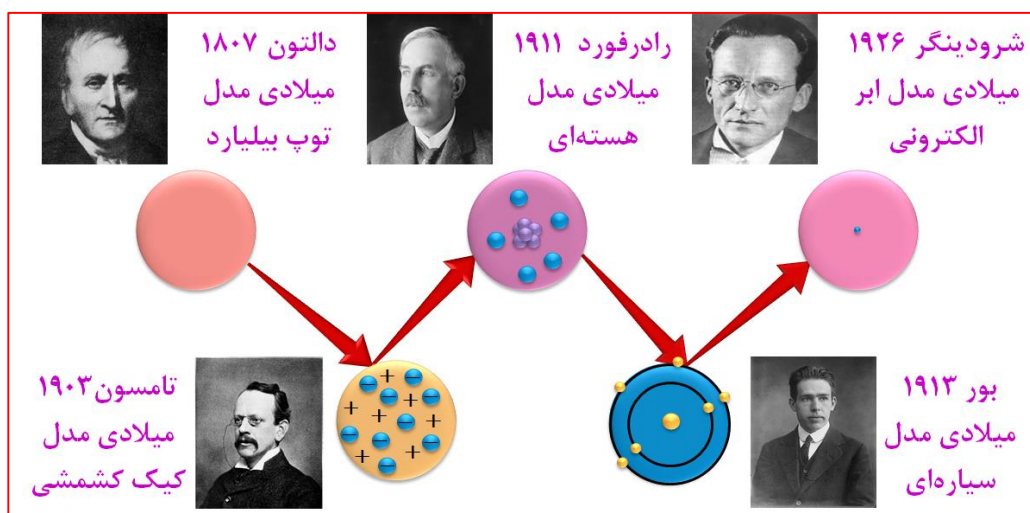 دالتون ۱۸۰۷
میلادی مدل
توپ بیلیارد
رادرفورد ۱۹۱۱
میلادی مدل
هسته‌ای
شرودینگر ۱۹۲۶
میلادی مدل ابر
الکترونی
تامسون۱۹۰۳
میلادی مدل
کیک کشمشی
بور ۱۹۱۳
میلادی مدل
سیاره‌ای